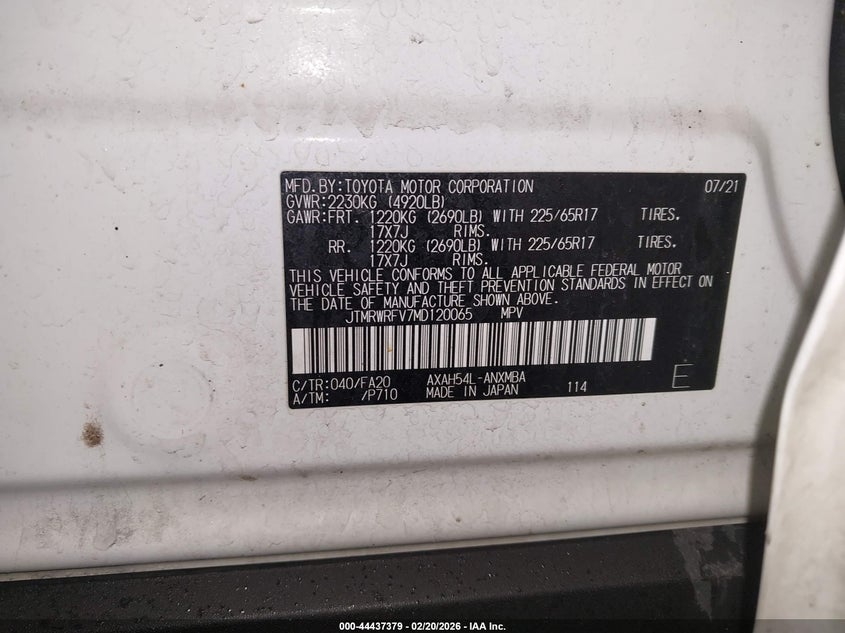 MFD.BY:TOYOTA MOTOR CORPORATION 07/21
GVWR:2230KG (4920LB)
GAWR:FRT. 1220KG (2690LB) WITH 225/65R17 TIRES.
17X7J RIMS.
RR. 1220KG (2690LB) WITH 225/65R17 TIRES.
17X7J RIMS.
THIS VEHICLE CONFORMS TO ALL APPLICABLE FEDERAL MOTOR
VEHICLE SAFETY AND THEFT PREVENTION STANDARDS IN EFFECT ON
THE DATE OF MANUFACTURE SHOWN ABOVE.
JTMRWRFV7MD120065 MPV
C/TR:040/FA20 AXAH54L-ANXMBA
A/TM: /P710 MADE IN JAPAN 114 E
000-44437379 - 02/20/2026 - IAA Inc.